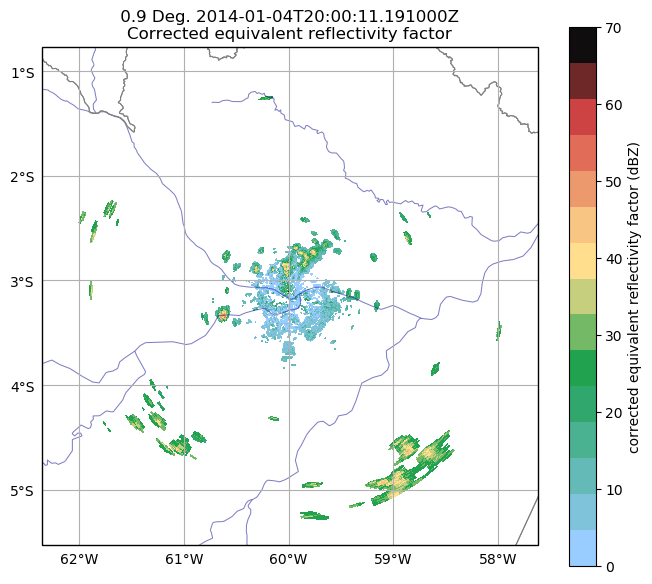 0.9 Deg. 2014-01-04T20:00:11.191000Z
Corrected equivalent reflectivity factor
1°S
2°S
3°S
4°S
5°S
62°W 61°W 60°W 59°W 58°W
70
60
50
40
30
20
10
0
corrected equivalent reflectivity factor (dBZ)